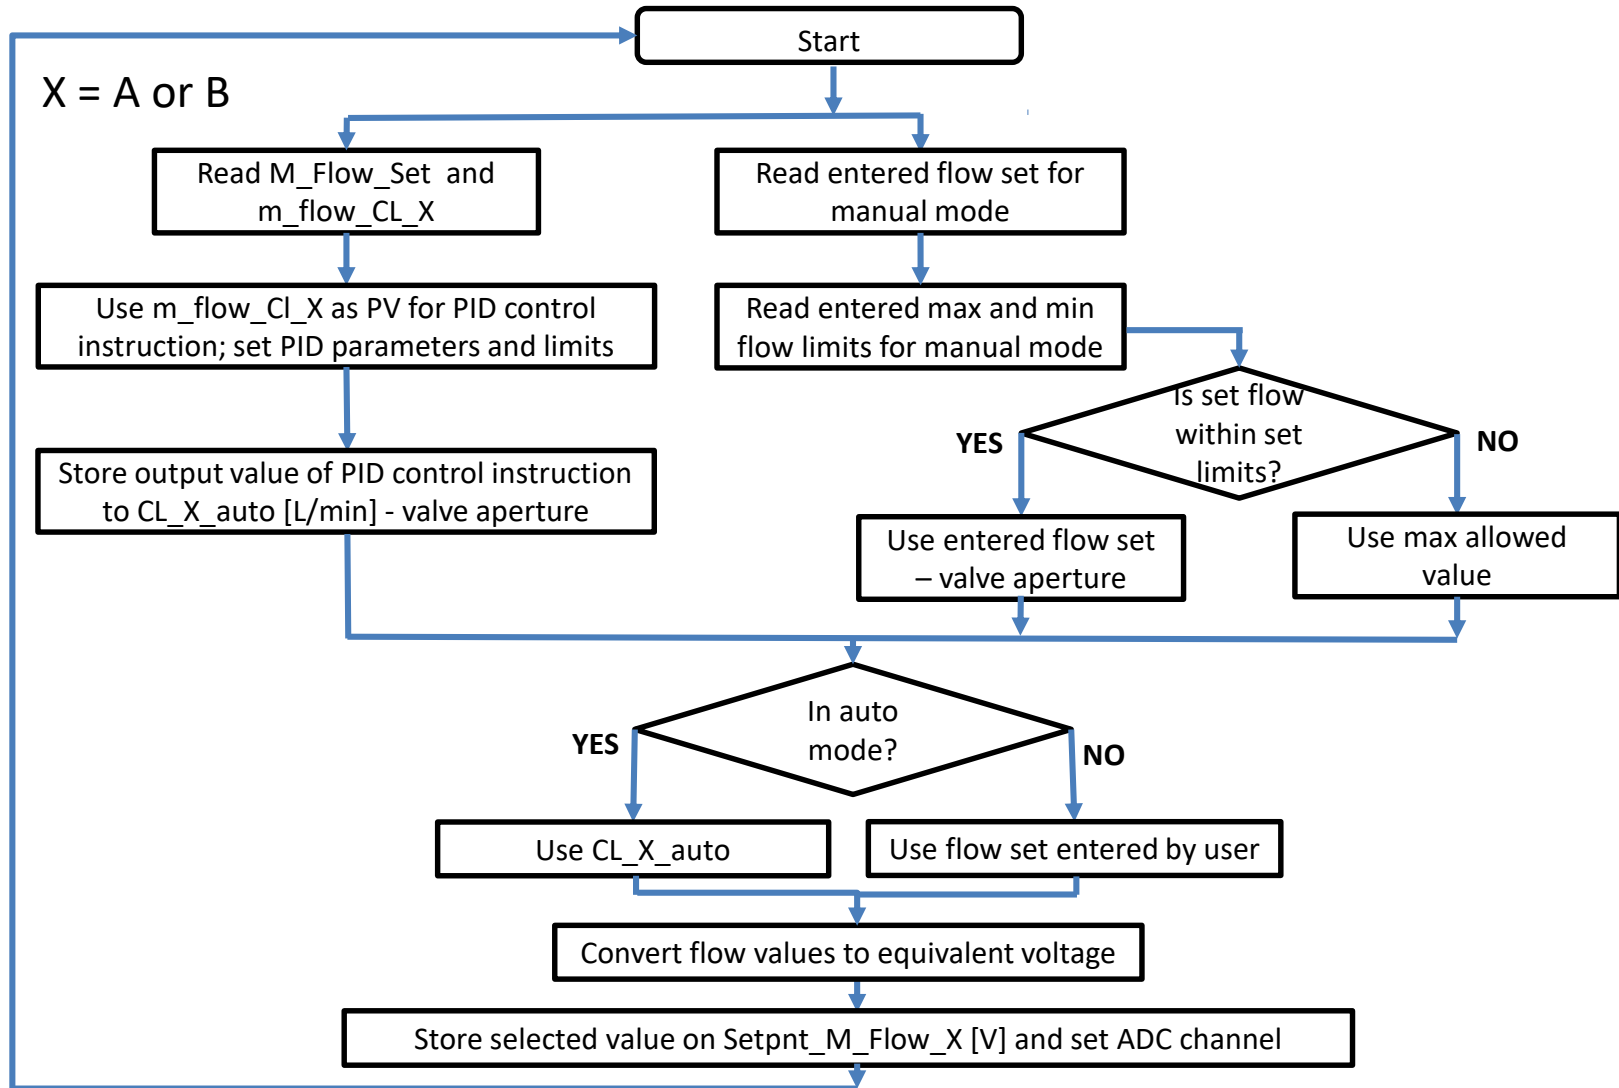 Start
X = A or B
Read M_Flow_Set and
m_flow_CL_X
Read entered flow set for
manual mode
Use m_flow_Cl_X as PV for PID control
instruction; set PID parameters and limits
Read entered max and min
flow limits for manual mode
Is set flow
within set
limits?
YES
NO
Store output value of PID control instruction
to CL_X_auto [L/min] - valve aperture
Use entered flow set
– valve aperture
Use max allowed
value
In auto
mode?
YES
NO
Use CL_X_auto
Use flow set entered by user
Convert flow values to equivalent voltage
Store selected value on Setpnt_M_Flow_X [V] and set ADC channel